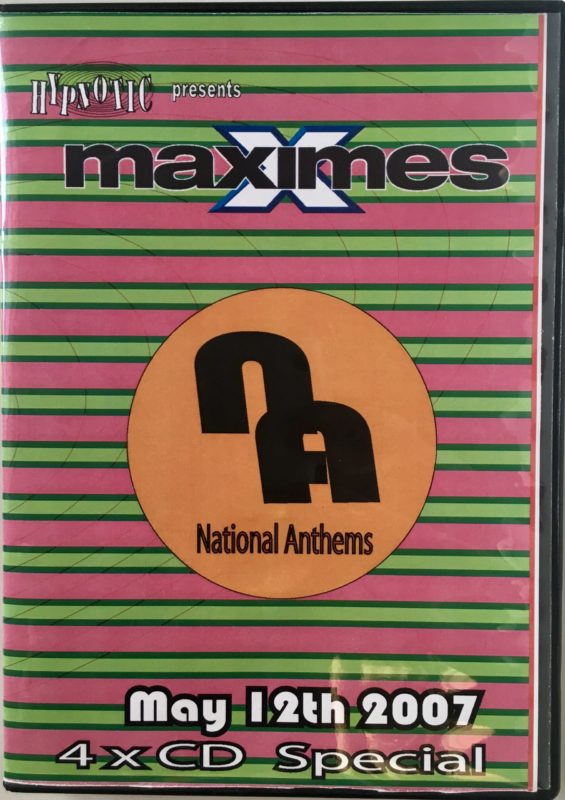 HYPNOTIC presents
maximes
X
nA
National Anthems
May 12th 2007
4xCD Special